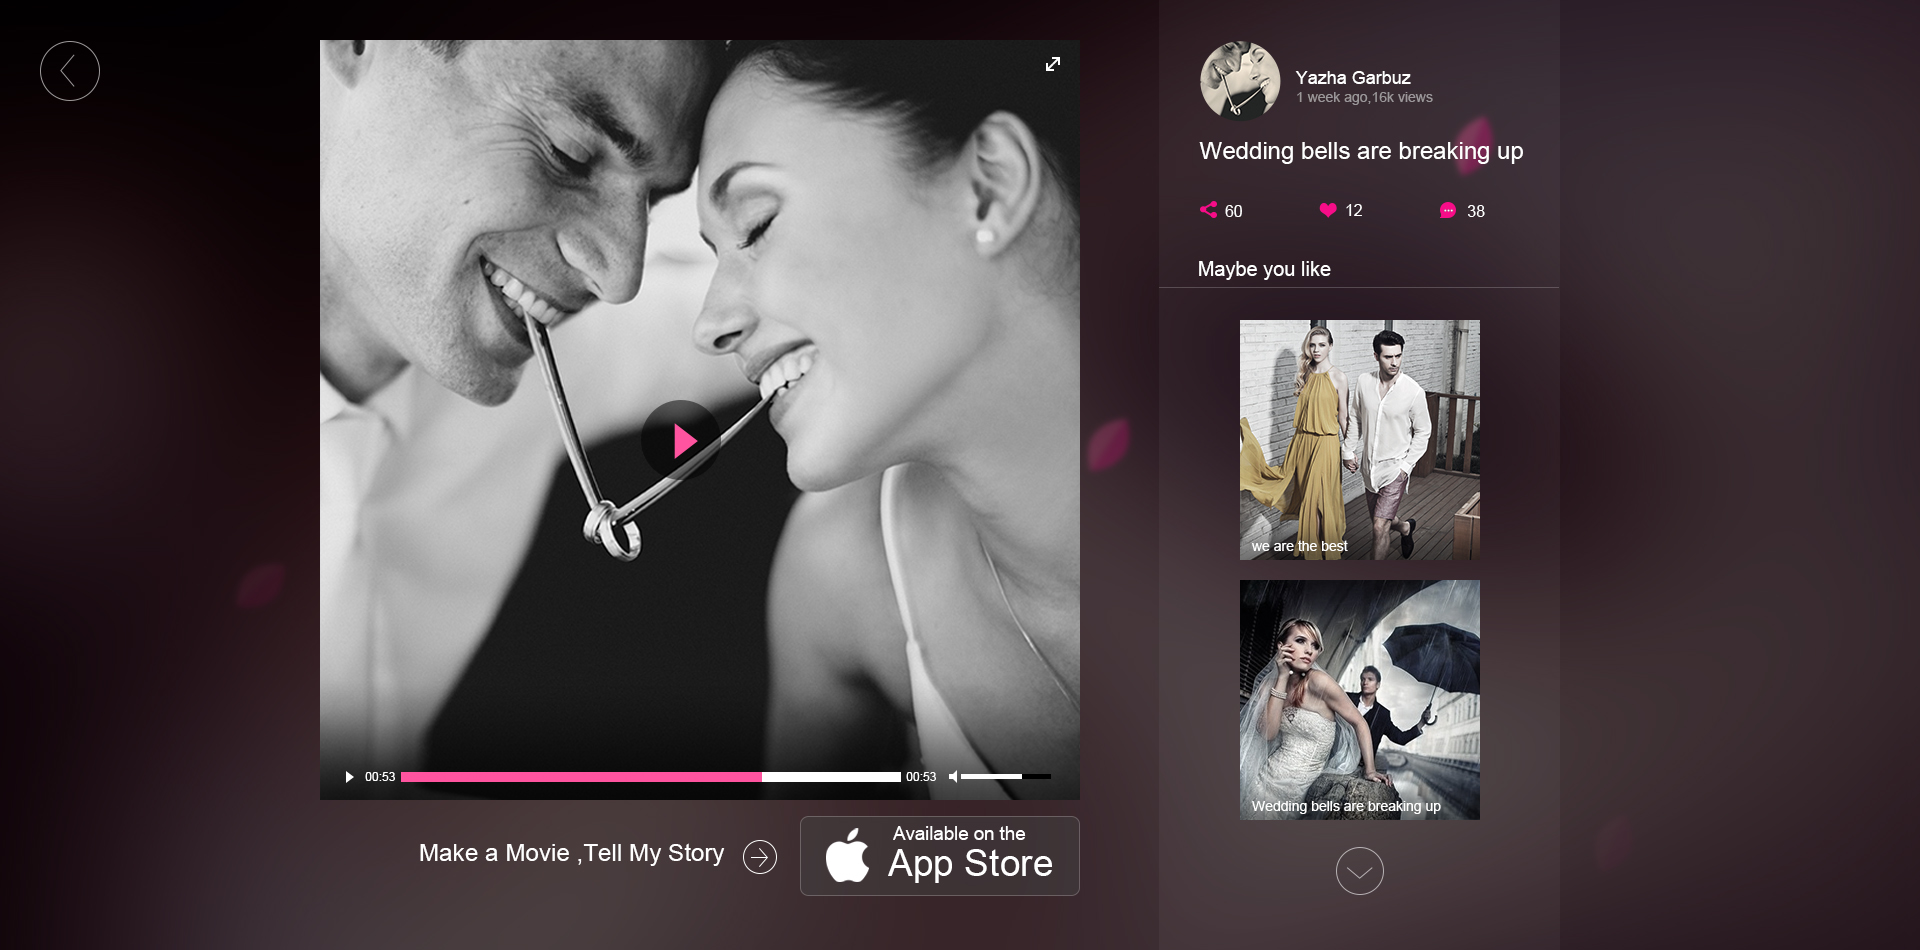 Yazha Garbuz
1 week ago,16k views
Wedding bells are breaking up
60
12
38
Maybe you like
we are the best
Wedding bells are breaking up
00:53
00:53
Make a Movie ,Tell My Story
Available on the
App Store